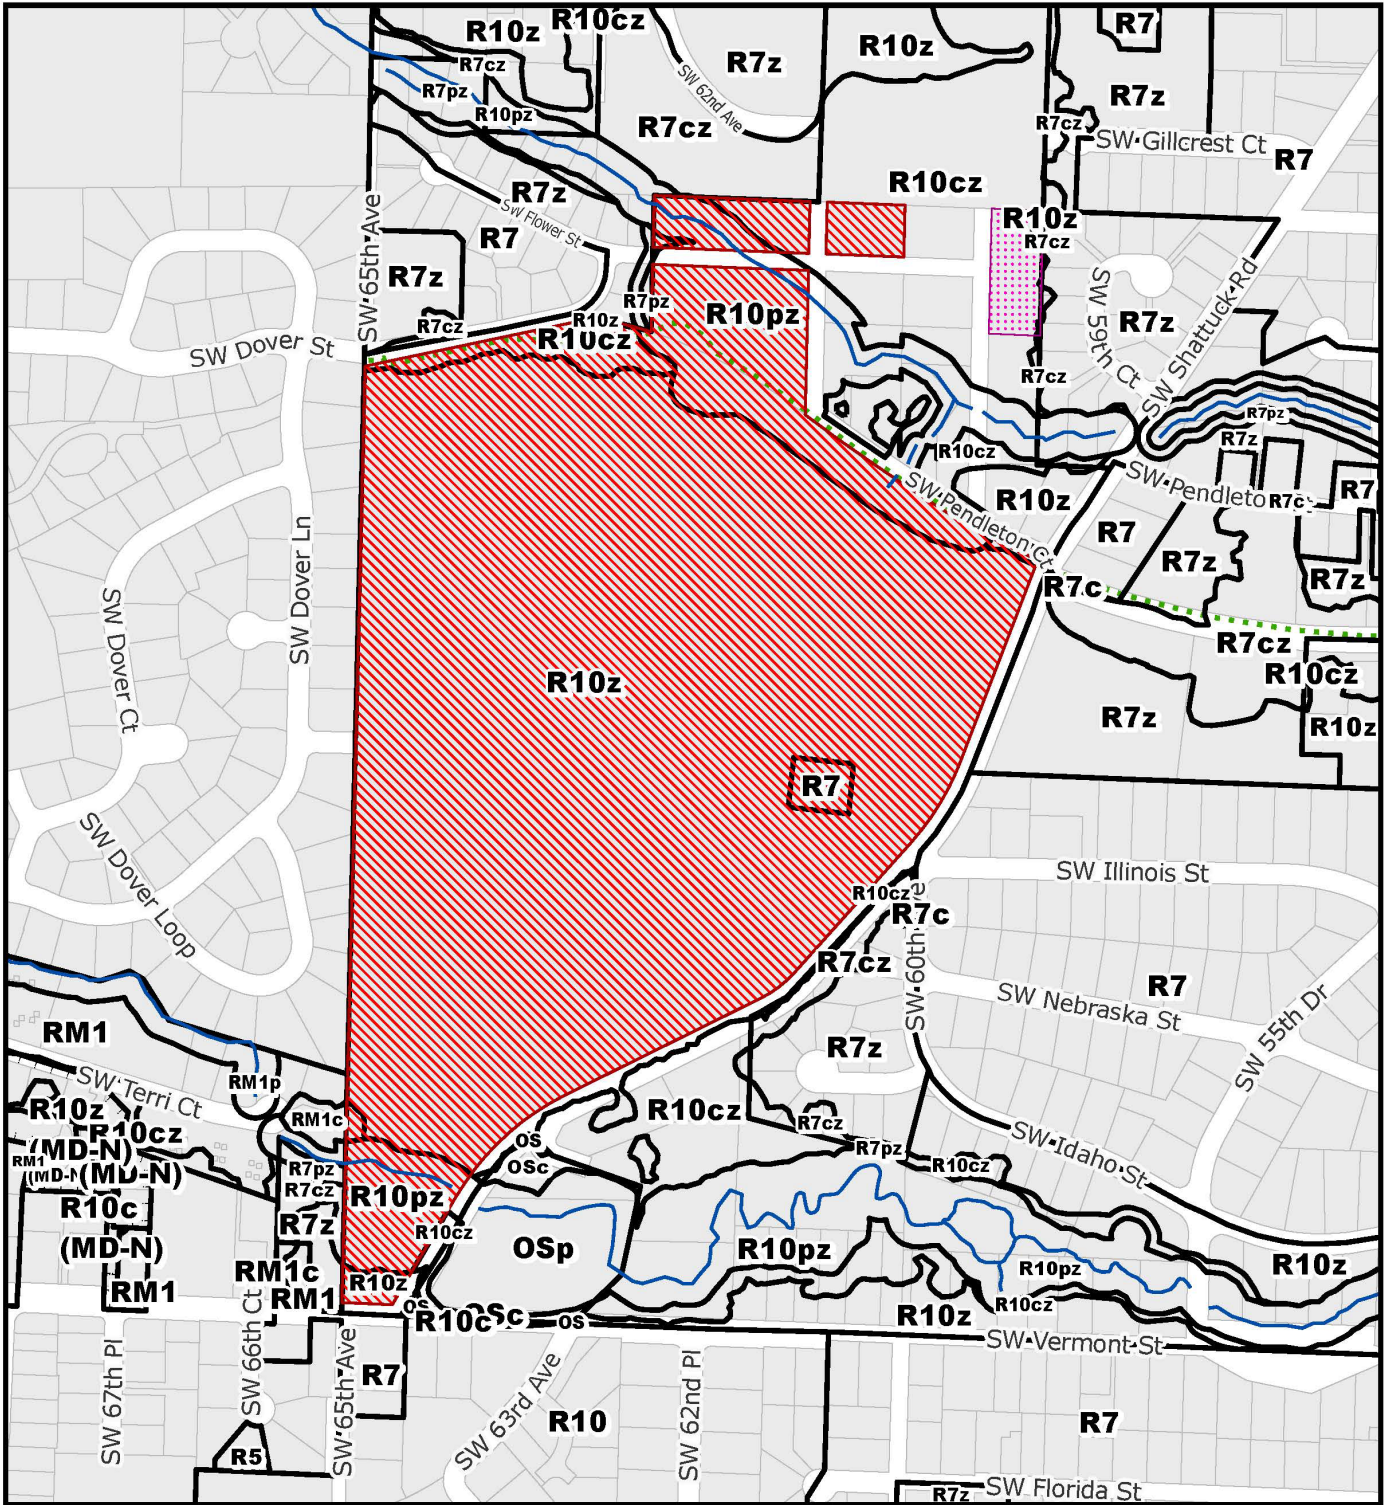 R10cz
R7
R10z
R10z
R7z
R7cz
SW 62nd Ave
R7pz
R7z
R10pz
R7cz
R7cz
SW Gillcrest Ct
R7
R10cz
R7z
SW 65th Ave
SW Flower St
R10z
R7
R7cz
R7z
SW 59th Ct
SW Shattuck Rd
R7pz
R10pz
R10z
R7z
R7cz
R10cz
SW Dover St
R7cz
R7pz
R7z
R10cz
SW Pendleton Ct
R10z
SW Pendleto
R7c
R7
R7
SW Dover Ln
R7z
R7z
R7c
SW Dover Ct
R7cz
R10cz
R10z
R7z
R10z
R7
SW Dover Loop
SW Illinois St
R10cz
R7c
SW 60th Ave
R7cz
R7
SW Nebraska St
SW 55th Dr
RM1
R7z
SW Terri Ct
RM1p
R10z
R10cz
RM1c
R10cz
R7cz
(MD-N)
OS
SW Idaho St
RM1
(MD-N)
(MD-N)
OSc
R7pz
R10cz
R7pz
R7cz
R10pz
R10c
R7z
R10cz
(MD-N)
OSp
R10pz
R10pz
R10z
RM1c
R10z
RM1
RM1
OS
R10c
OSc
OS
R10cz
R10z
SW Vermont St
SW 67th Pl
SW 66th Ct
SW 65th Ave
R7
SW 63rd Ave
SW 62nd Pl
R10
R7
R5
R7z
SW Florida St